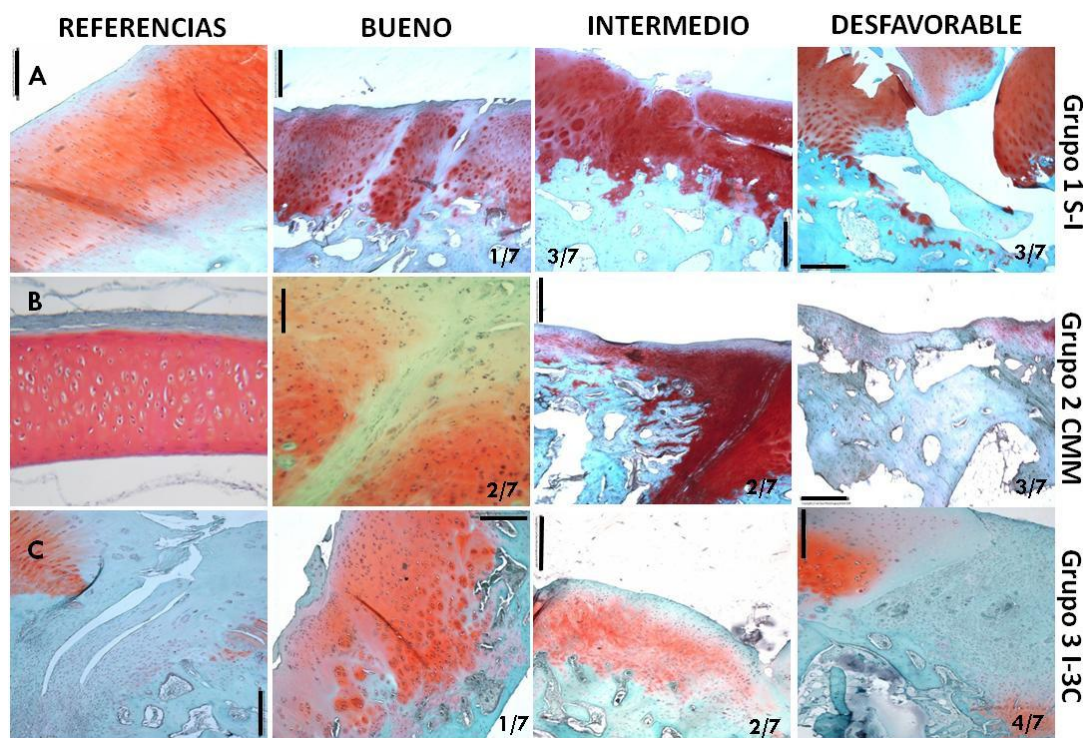 REFERENCIAS BUENO INTERMEDIO DESFAVORABLE
A
1/7
3/7
3/7
Grupo 1 S-I
B
2/7
2/7
3/7
Grupo 2 CMM
C
1/7
2/7
4/7
Grupo 3 I-3C